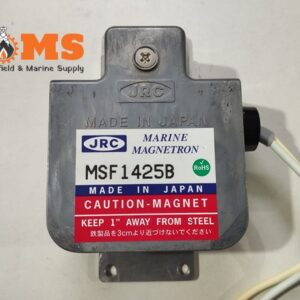 MS
field & Marine Supply
JRC
MADE IN JAPAN
JRC
MARINE
MAGNETRON
MSF1425B
RoHS
MADE IN JAPAN
CAUTION-MAGNET
KEEP 1" AWAY FROM STEEL
鉄製品を3cmより近づけないでください